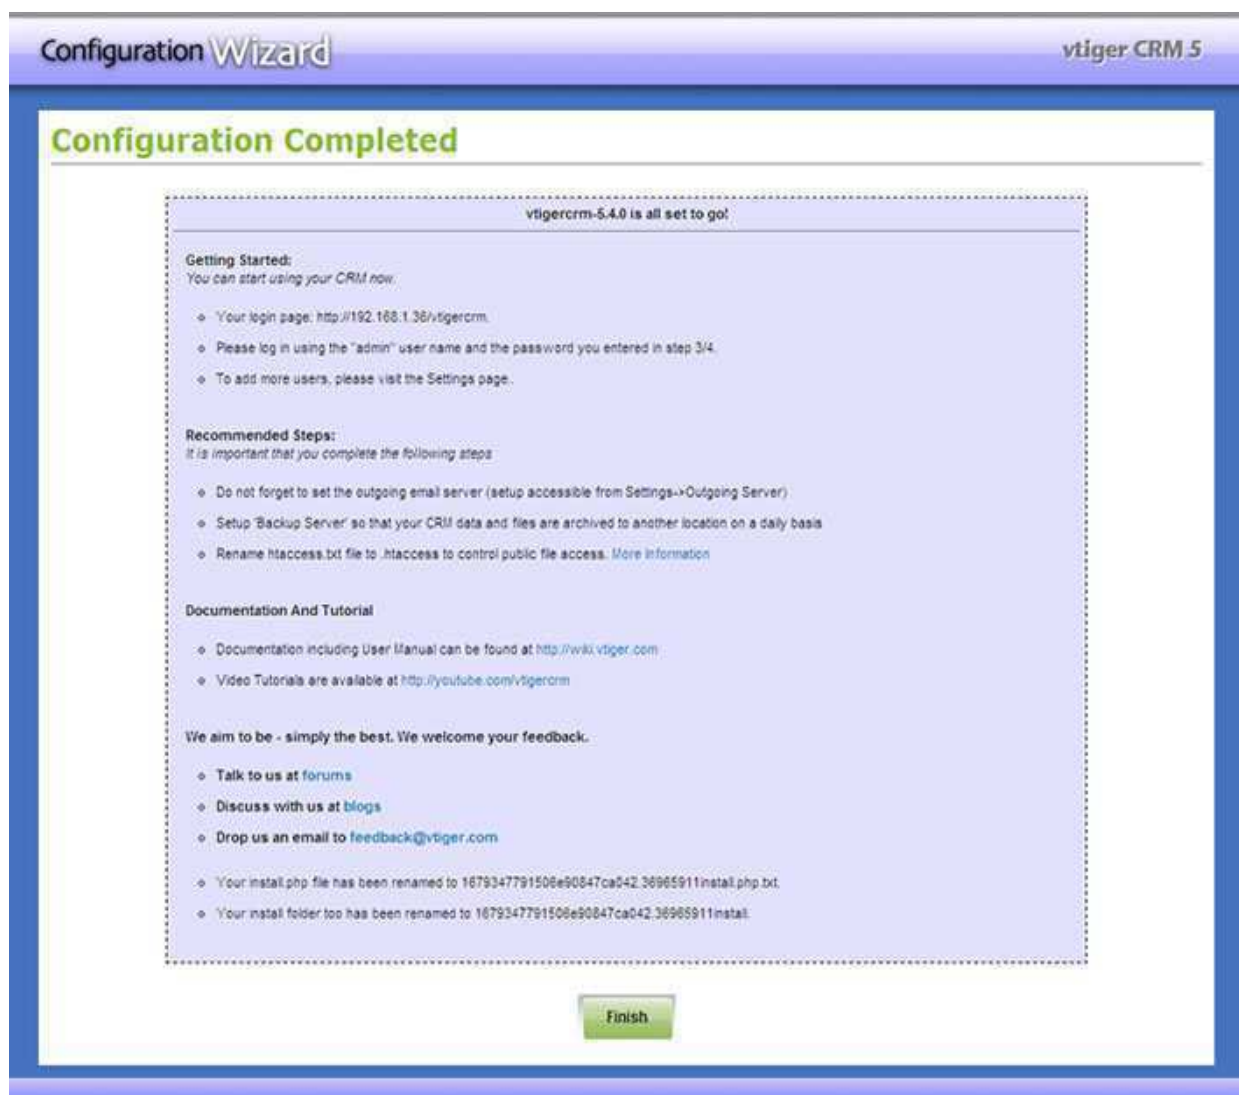 Configuration Wizard
vtiger CRM 5
Configuration Completed
vtigercrm-5.4.0 is all set to go!
Getting Started:
You can start using your CRM now.
Your login page: http://192.168.1.36/vtigercrm.
Please log in using the "admin" user name and the password you entered in step 3/4.
To add more users, please visit the Settings page..
Recommended Steps:
It is important that you complete the following steps
Do not forget to set the outgoing email server (setup accessible from Settings->Outgoing Server)
Setup 'Backup Server' so that your CRM data and files are archived to another location on a daily basis
Rename htaccess.txt file to .htaccess to control public file access. More Information
Documentation And Tutorial
Documentation including User Manual can be found at http://wiki.vtiger.com
Video Tutorials are available at http://youtube.com/vtigercrm
We aim to be - simply the best. We welcome your feedback.
Talk to us at forums
Discuss with us at blogs
Drop us an email to feedback@vtiger.com
Your install.php file has been renamed to 1679347791506e90847ca042.36965911install.php.txt.
Your install folder too has been renamed to 1679347791506e90847ca042.36965911install.
Finish